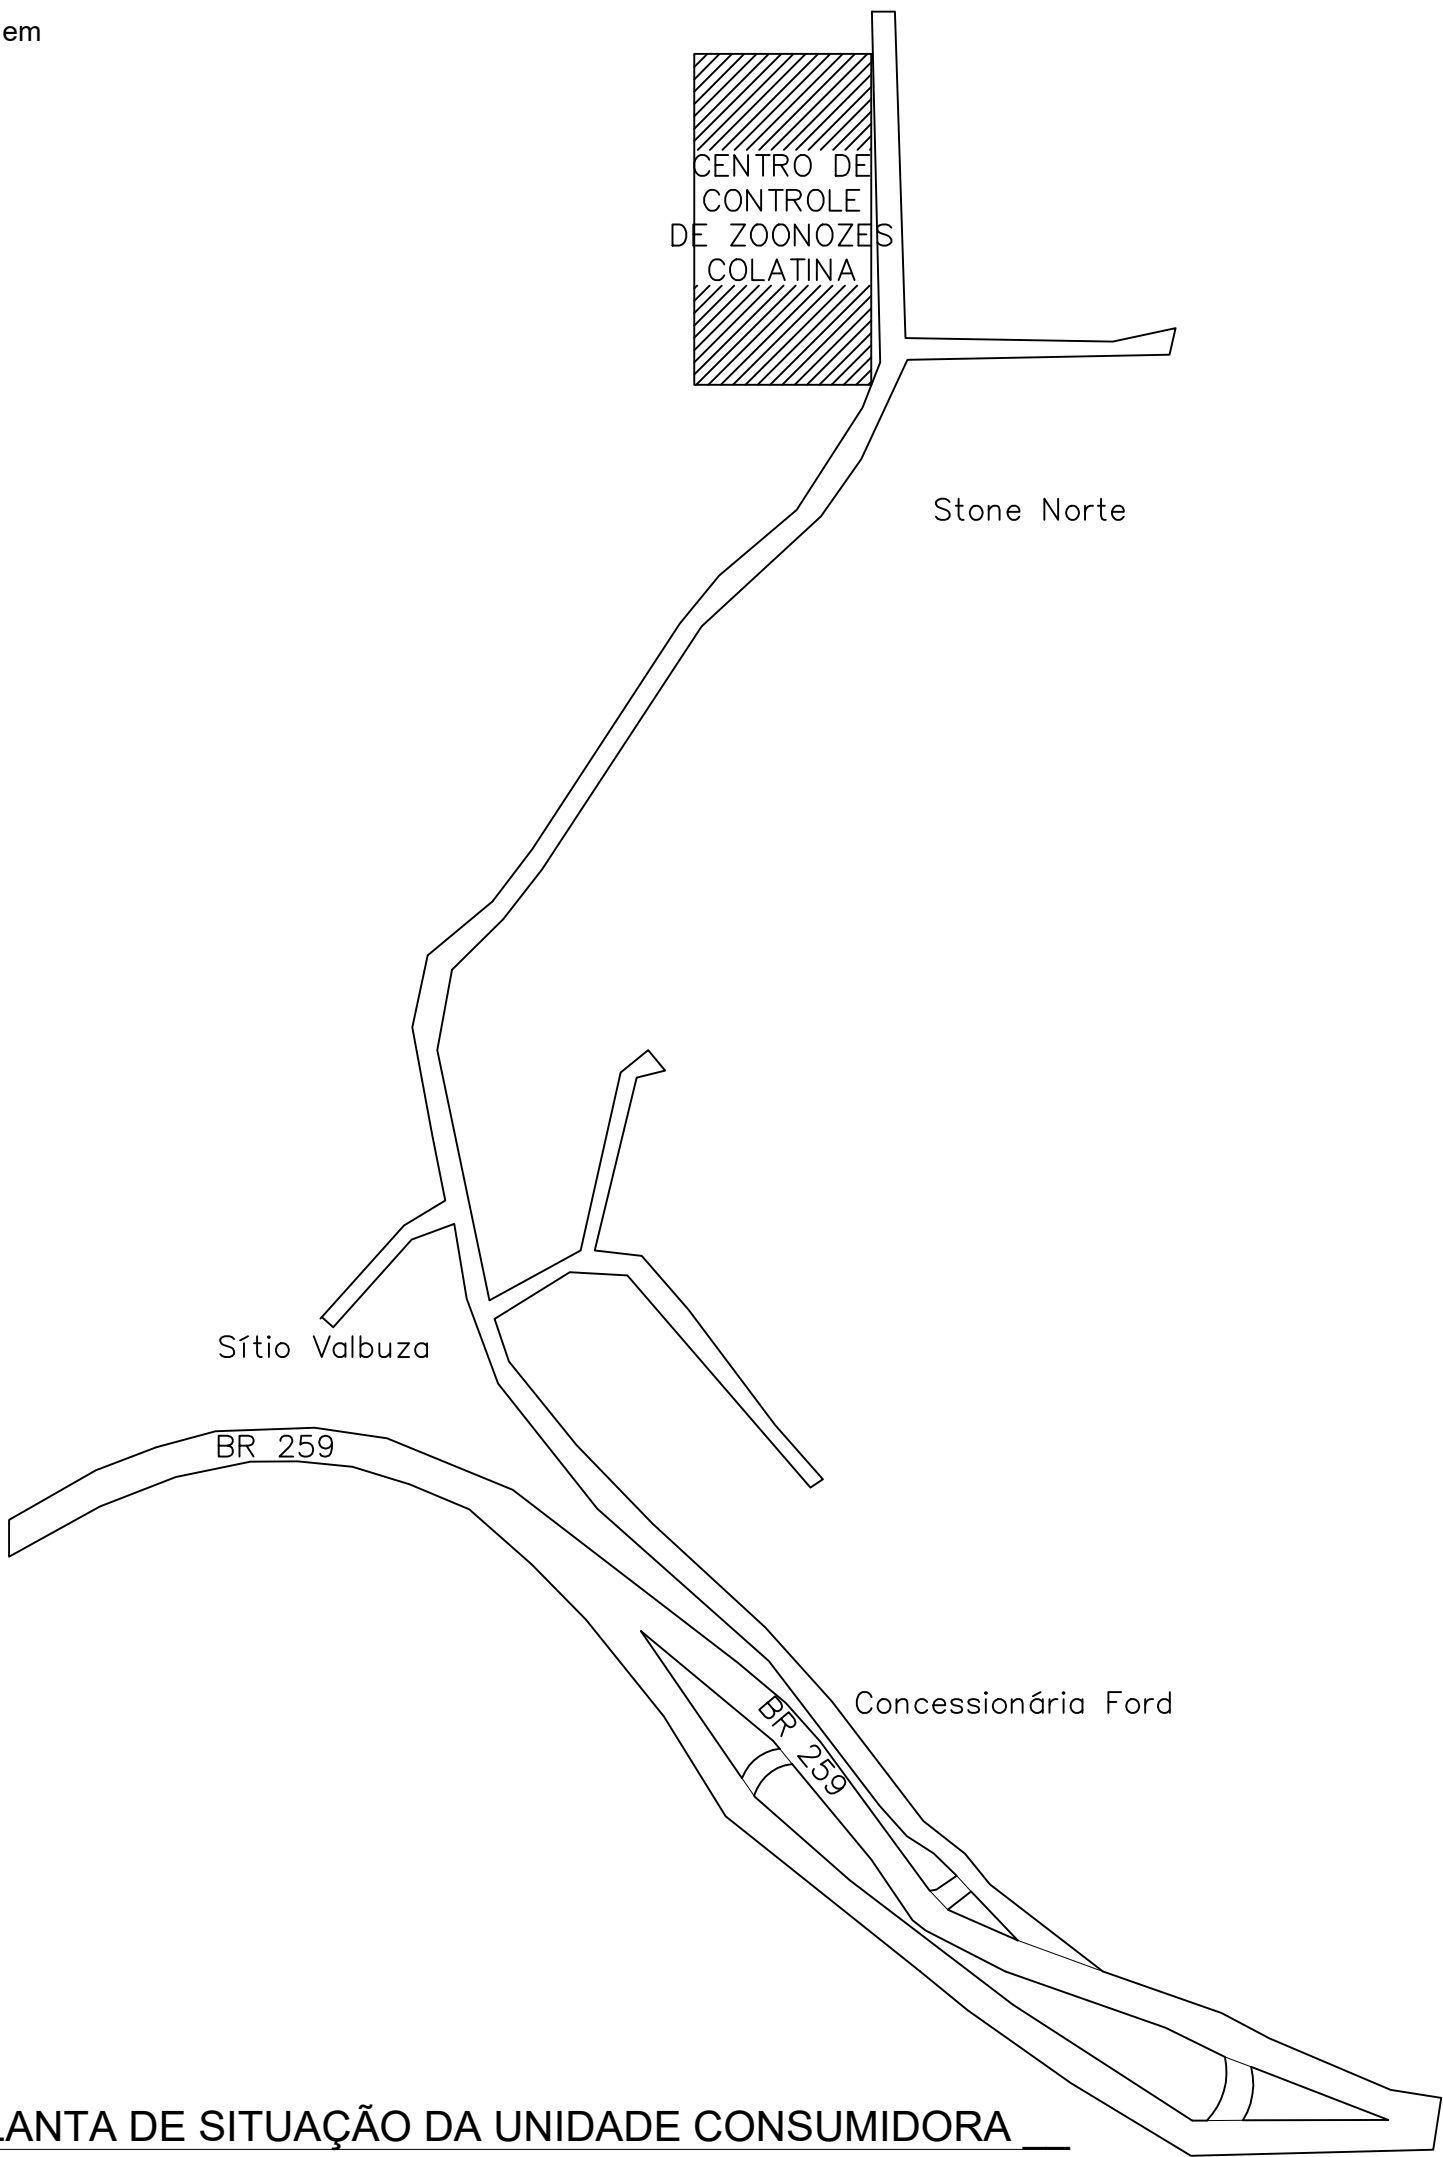 em
CENTRO DE
CONTROLE
DE ZOONOZES
COLATINA
Stone Norte
Sítio Valbuza
BR 259
BR 259
Concessionária Ford
LANTA DE SITUAÇÃO DA UNIDADE CONSUMIDORA __